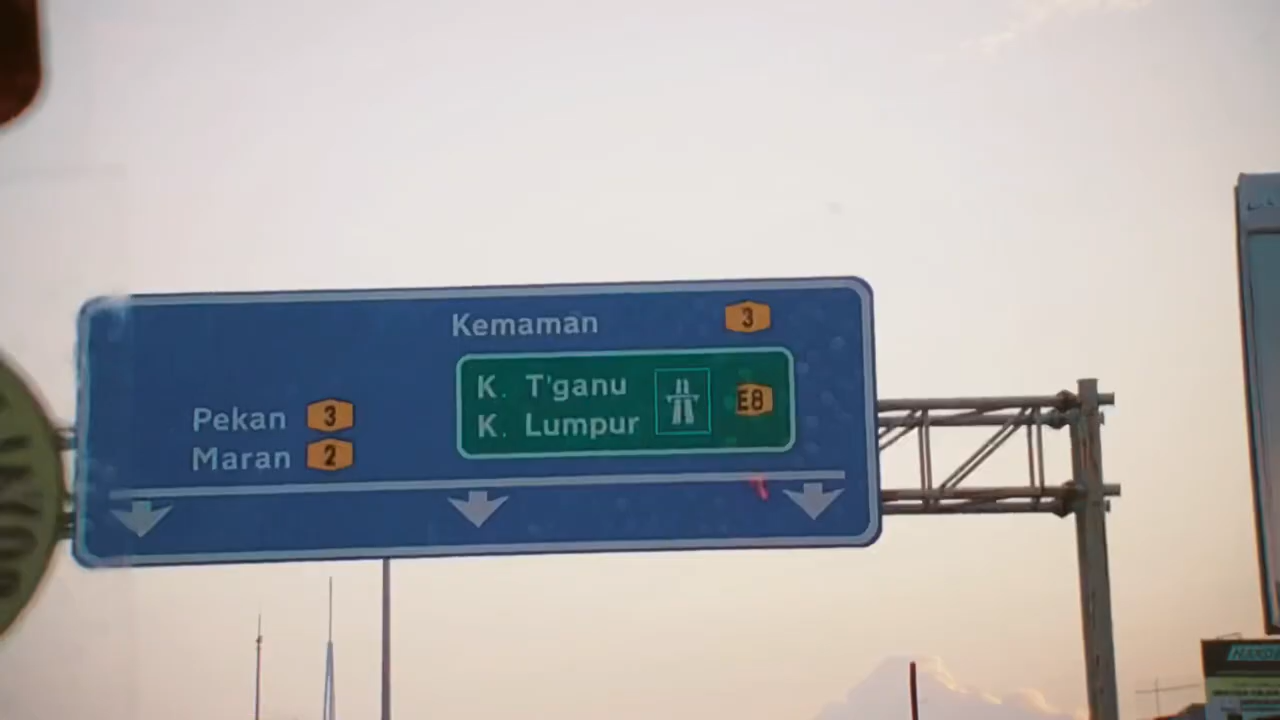 Kemaman 3
K. T'ganu
K. Lumpur
E8
Pekan 3
Maran 2